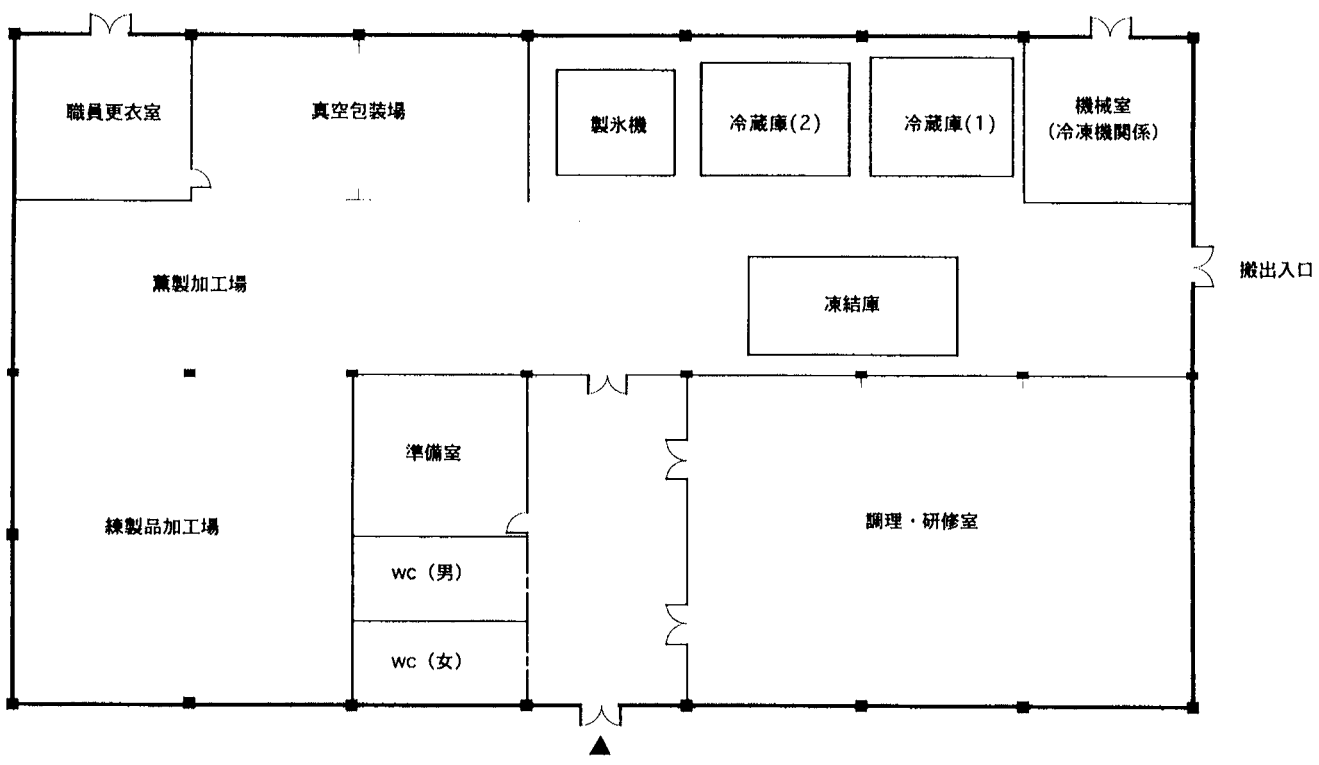 職員更衣室
真空包装場
製氷機
冷蔵庫(2)
冷蔵庫(1)
機械室
(冷凍機関係)
薫製加工場
凍結庫
搬出入口
準備室
練製品加工場
調理・研修室
wc（男）
wc（女）